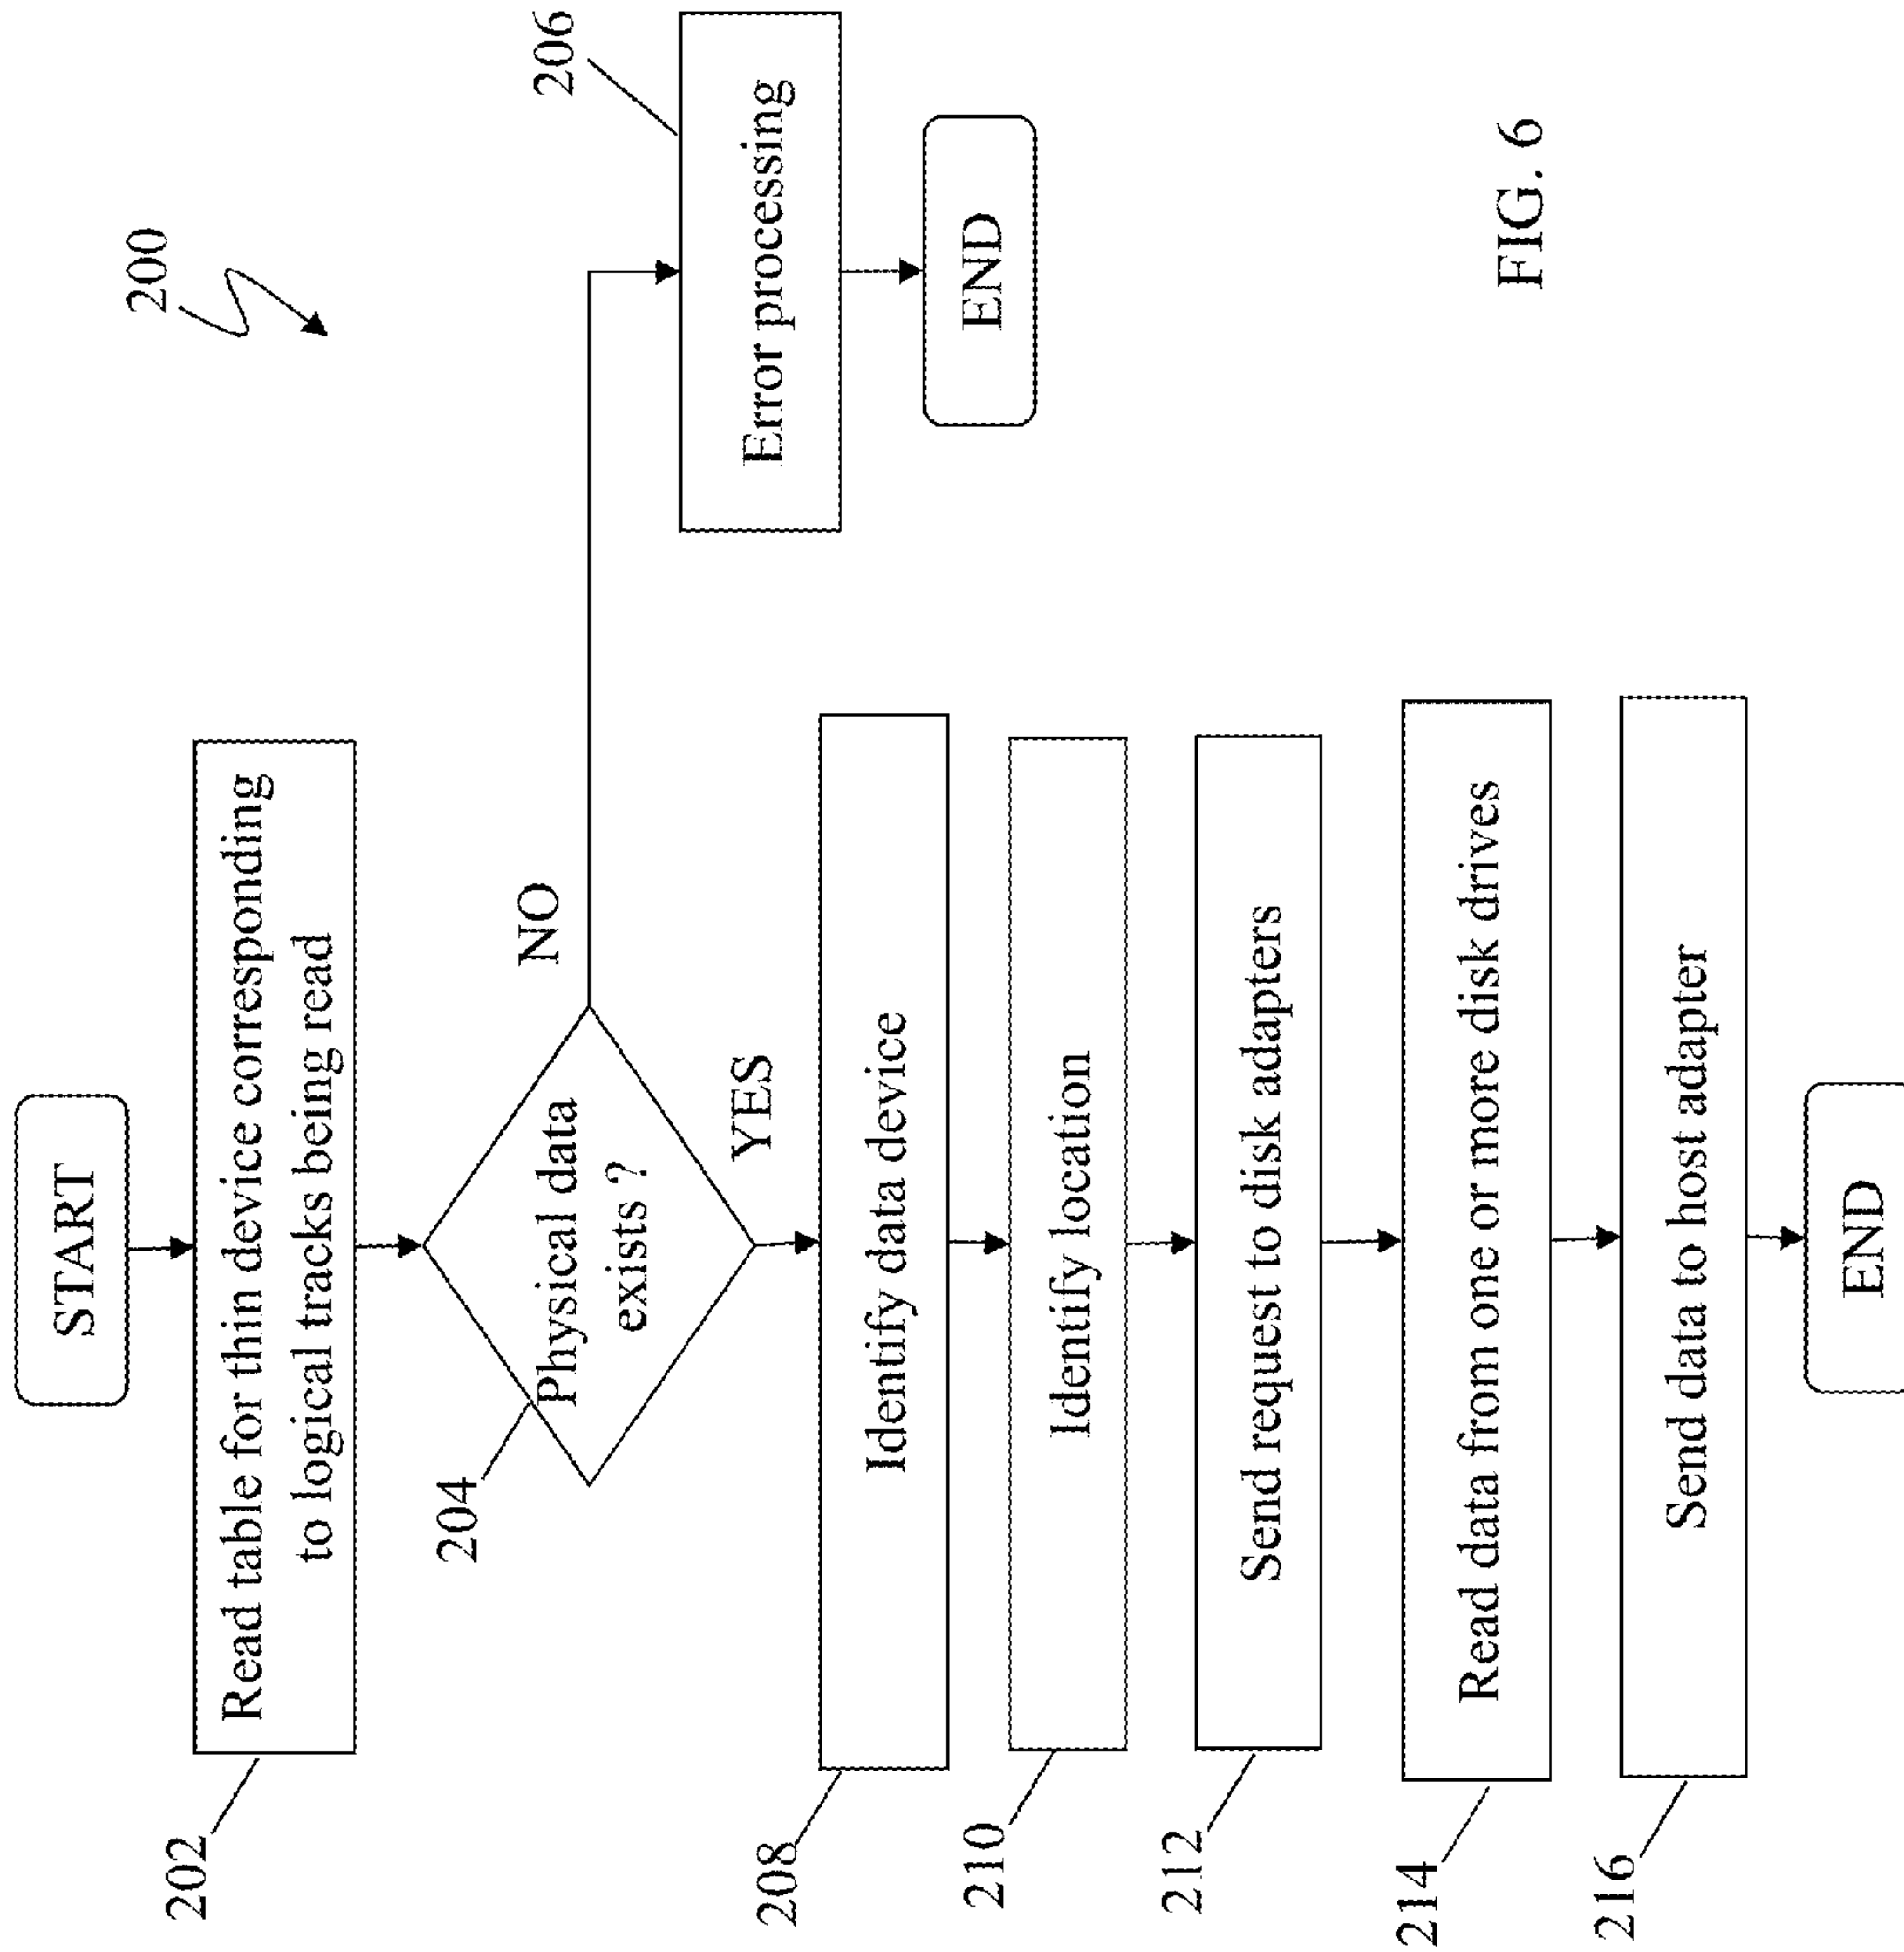 200
START
202
Read table for thin device corresponding
to logical tracks being read
204
Physical data
exists ?
NO
206
Error processing
END
YES
208
Identify data device
210
Identify location
212
Send request to disk adapters
214
Read data from one or more disk drives
216
Send data to host adapter
END
FIG. 6